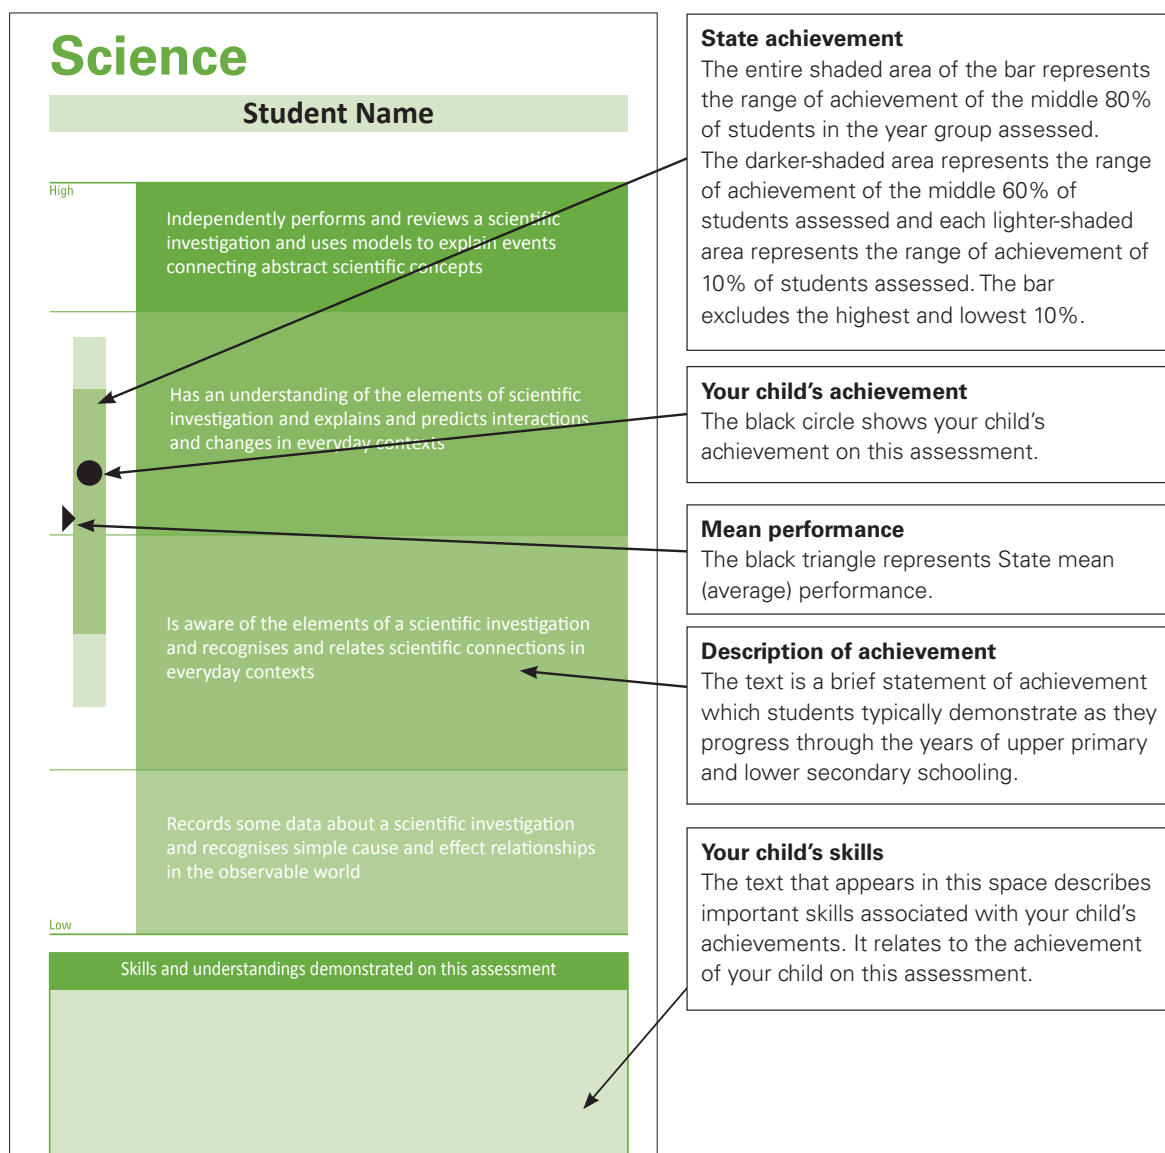 Science
Student Name
High
Independently performs and reviews a scientific
investigation and uses models to explain events
connecting abstract scientific concepts
Has an understanding of the elements of scientific
investigation and explains and predicts interactions
and changes in everyday contexts
Is aware of the elements of a scientific investigation
and recognises and relates scientific connections in
everyday contexts
Records some data about a scientific investigation
and recognises simple cause and effect relationships
in the observable world
Low
Skills and understandings demonstrated on this assessment
State achievement
The entire shaded area of the bar represents
the range of achievement of the middle 80%
of students in the year group assessed.
The darker-shaded area represents the range
of achievement of the middle 60% of
students assessed and each lighter-shaded
area represents the range of achievement of
10% of students assessed. The bar
excludes the highest and lowest 10%.
Your child's achievement
The black circle shows your child's
achievement on this assessment.
Mean performance
The black triangle represents State mean
(average) performance.
Description of achievement
The text is a brief statement of achievement
which students typically demonstrate as they
progress through the years of upper primary
and lower secondary schooling.
Your child's skills
The text that appears in this space describes
important skills associated with your child's
achievements. It relates to the achievement
of your child on this assessment.